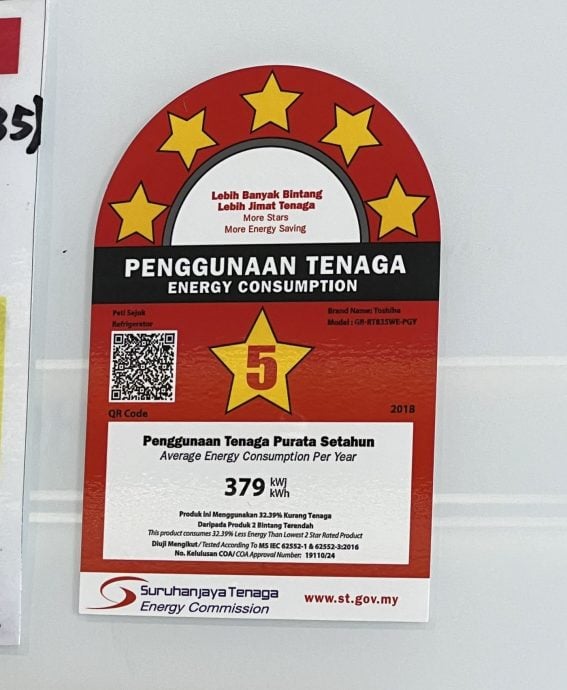 35)
Lebih Banyak Bintang
Lebih Jimat Tenaga
More Stars
More Energy Saving
PENGGUNAAN TENAGA
ENERGY CONSUMPTION
Peti Sejuk
Refrigerator
Brand Name: Toshiba
Model : GR-RT835WE-PGY
5
QR Code
2018
Penggunaan Tenaga Purata Setahun
Average Energy Consumption Per Year
379 kWj
kWh
Produk ini Menggunakan 32.39% Kurang Tenaga
Daripada Produk 2 Bintang Terendah
This product consumes 32.39% Less Energy Than Lowest 2 Star Rated Product
Diuji Mengikut/Tested According To MS IEC 62552-1 & 62552-3:2016
No. Kelulusan COA/ COA Approval Number: 19110/24
Suruhanjaya Tenaga
Energy Commission
www.st.gov.my